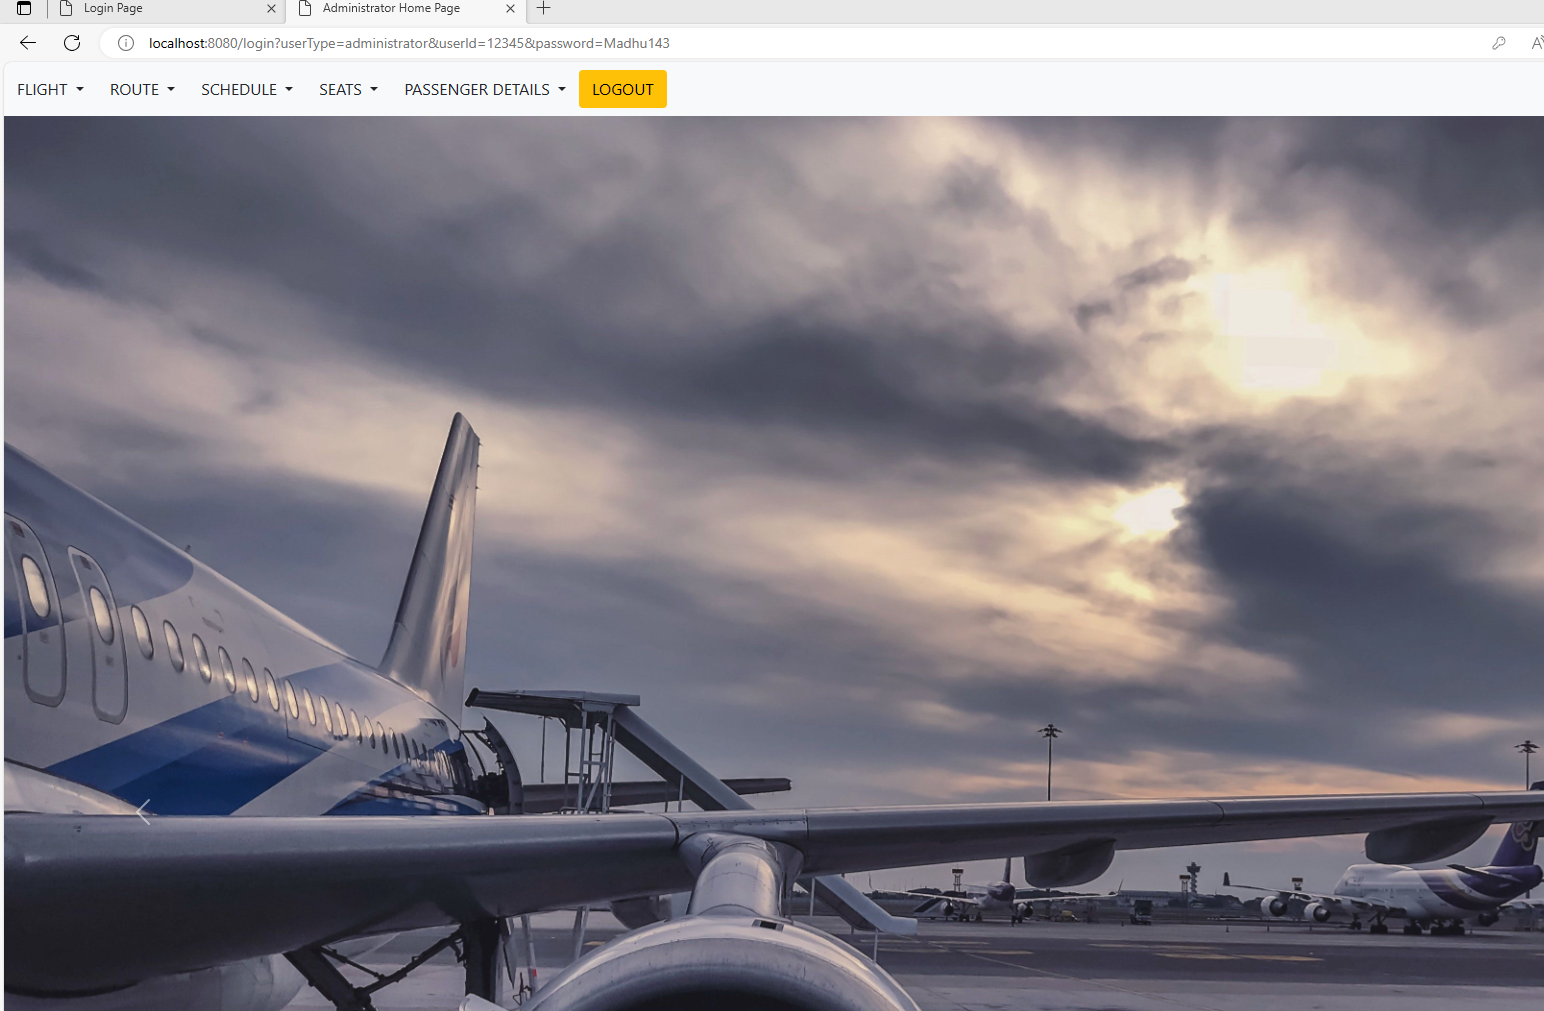 Login Page
Administrator Home Page
localhost:8080/login?userType=administrator&userId=12345&password=Madhu143
FLIGHT ROUTE SCHEDULE SEATS PASSENGER DETAILS LOGOUT